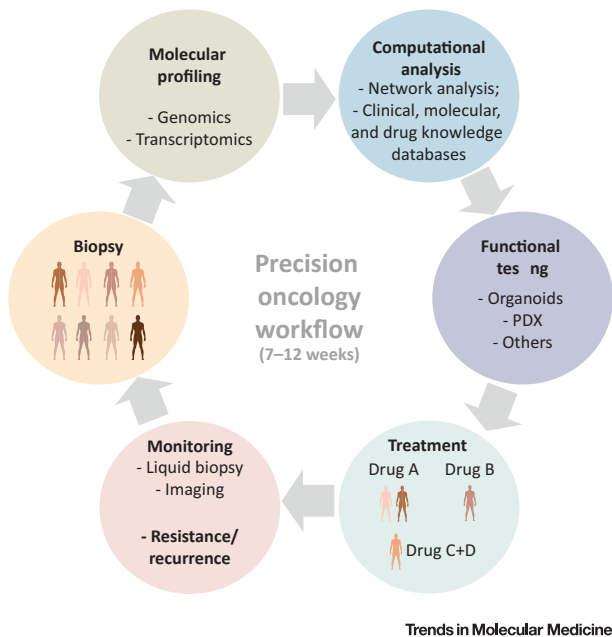 Molecular
profiling
- Genomics
- Transcriptomics
Computational
analysis
- Network analysis;
- Clinical, molecular,
and drug knowledge
databases
Functional
tes ng
- Organoids
- PDX
- Others
Treatment
Drug A Drug B
Drug C+D
Monitoring
- Liquid biopsy
- Imaging
- Resistance/
recurrence
Biopsy
Precision
oncology
workflow
(7–12 weeks)
Trends in Molecular Medicine